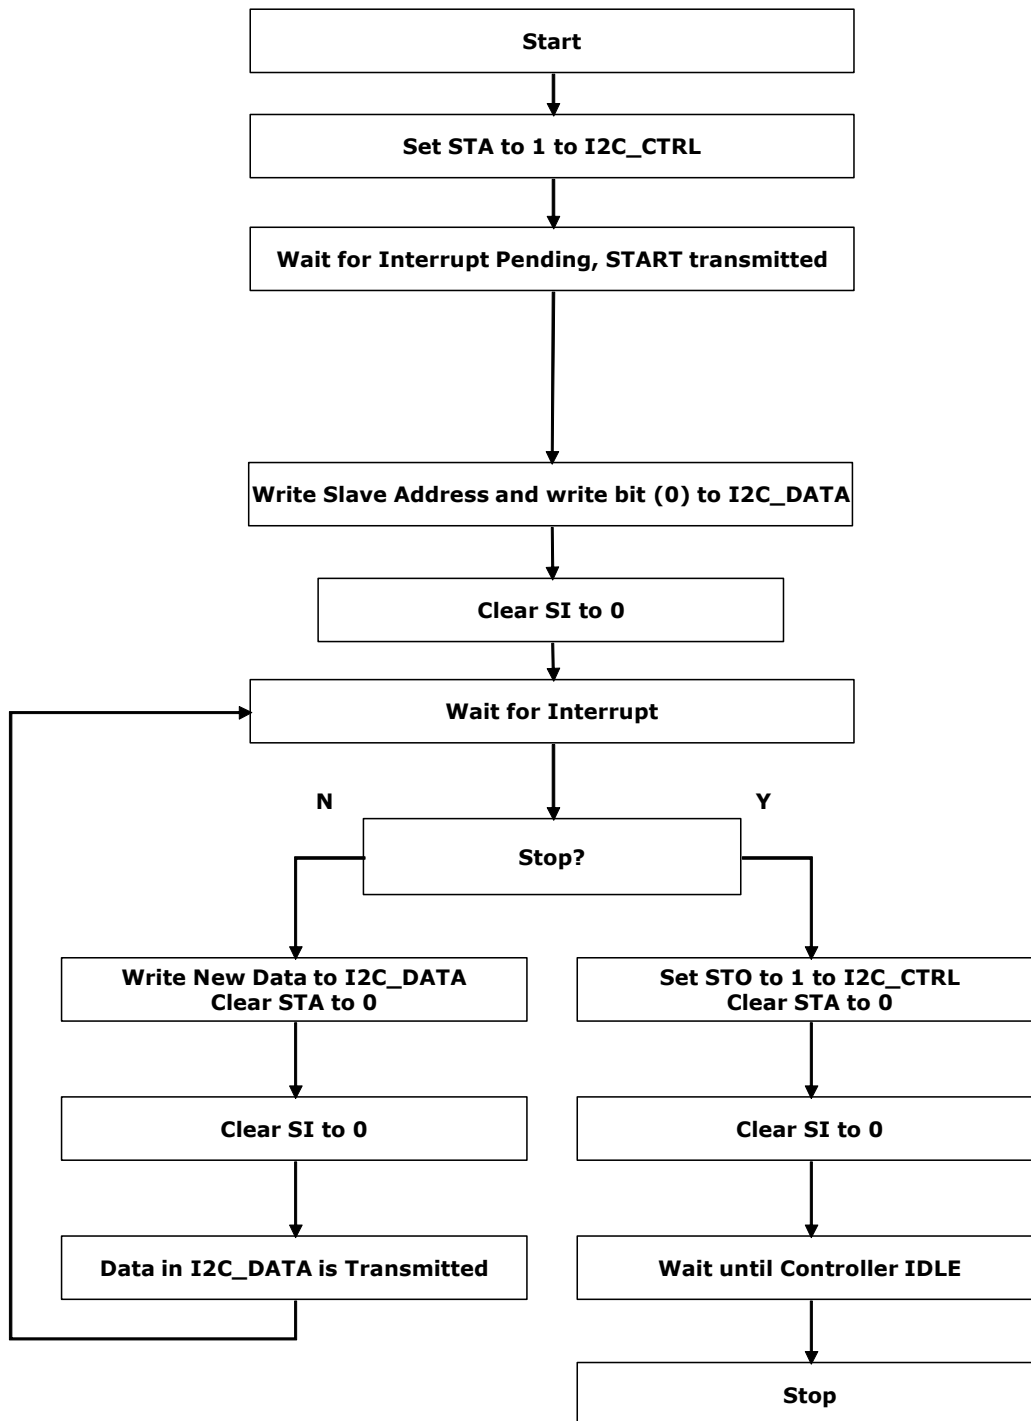 Start
Set STA to 1 to I2C_CTRL
Wait for Interrupt Pending, START transmitted
Write Slave Address and write bit (0) to I2C_DATA
Clear SI to 0
Wait for Interrupt
N
Y
Stop?
Write New Data to I2C_DATA
Clear STA to 0
Set STO to 1 to I2C_CTRL
Clear STA to 0
Clear SI to 0
Clear SI to 0
Data in I2C_DATA is Transmitted
Wait until Controller IDLE
Stop